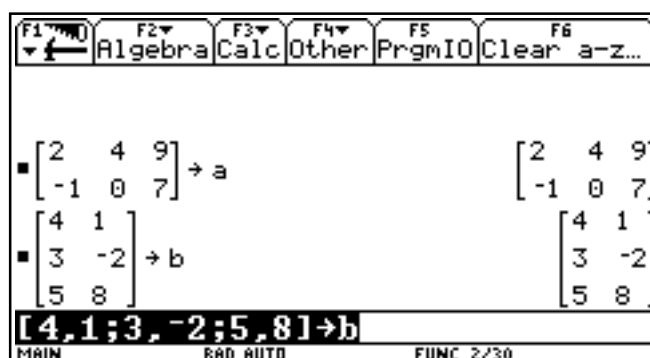 F1 F2 F3 F4 F5 F6
Algebra Calc Other PrgmIO Clear a-z…
[2 4 9] → a [2 4 9]
[-1 0 7] [-1 0 7]
[4 1] [4 1]
[3 -2] → b [3 -2]
[5 8] [5 8]
[4,1;3,-2;5,8]→b
MAIN RAD AUTO FUNC 2/30